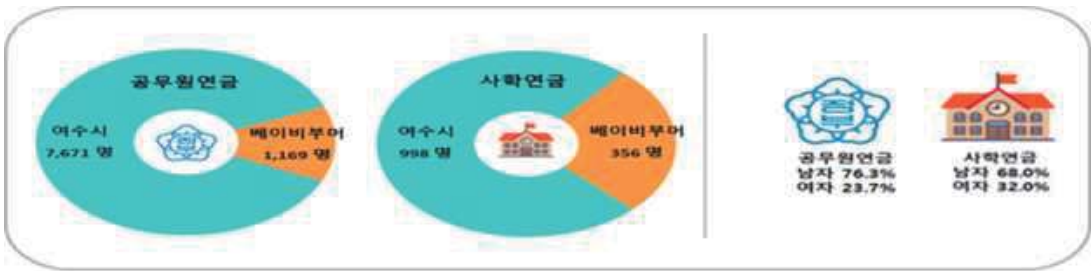 공무원연금
여수시
7,671 명
베이비부머
1,169 명
사학연금
여수시
998 명
베이비부머
356 명
공무원연금
남자 76.3%
여자 23.7%
사학연금
남자 68.0%
여자 32.0%